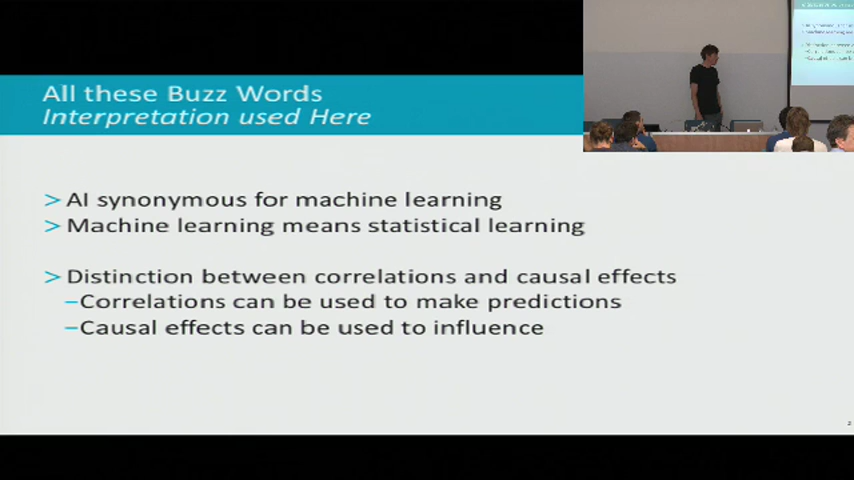 All these Buzz Words
Interpretation used Here
> AI synonymous for machine learning
> Machine learning means statistical learning
> Distinction between correlations and causal effects
–Correlations can be used to make predictions
–Causal effects can be used to influence
2